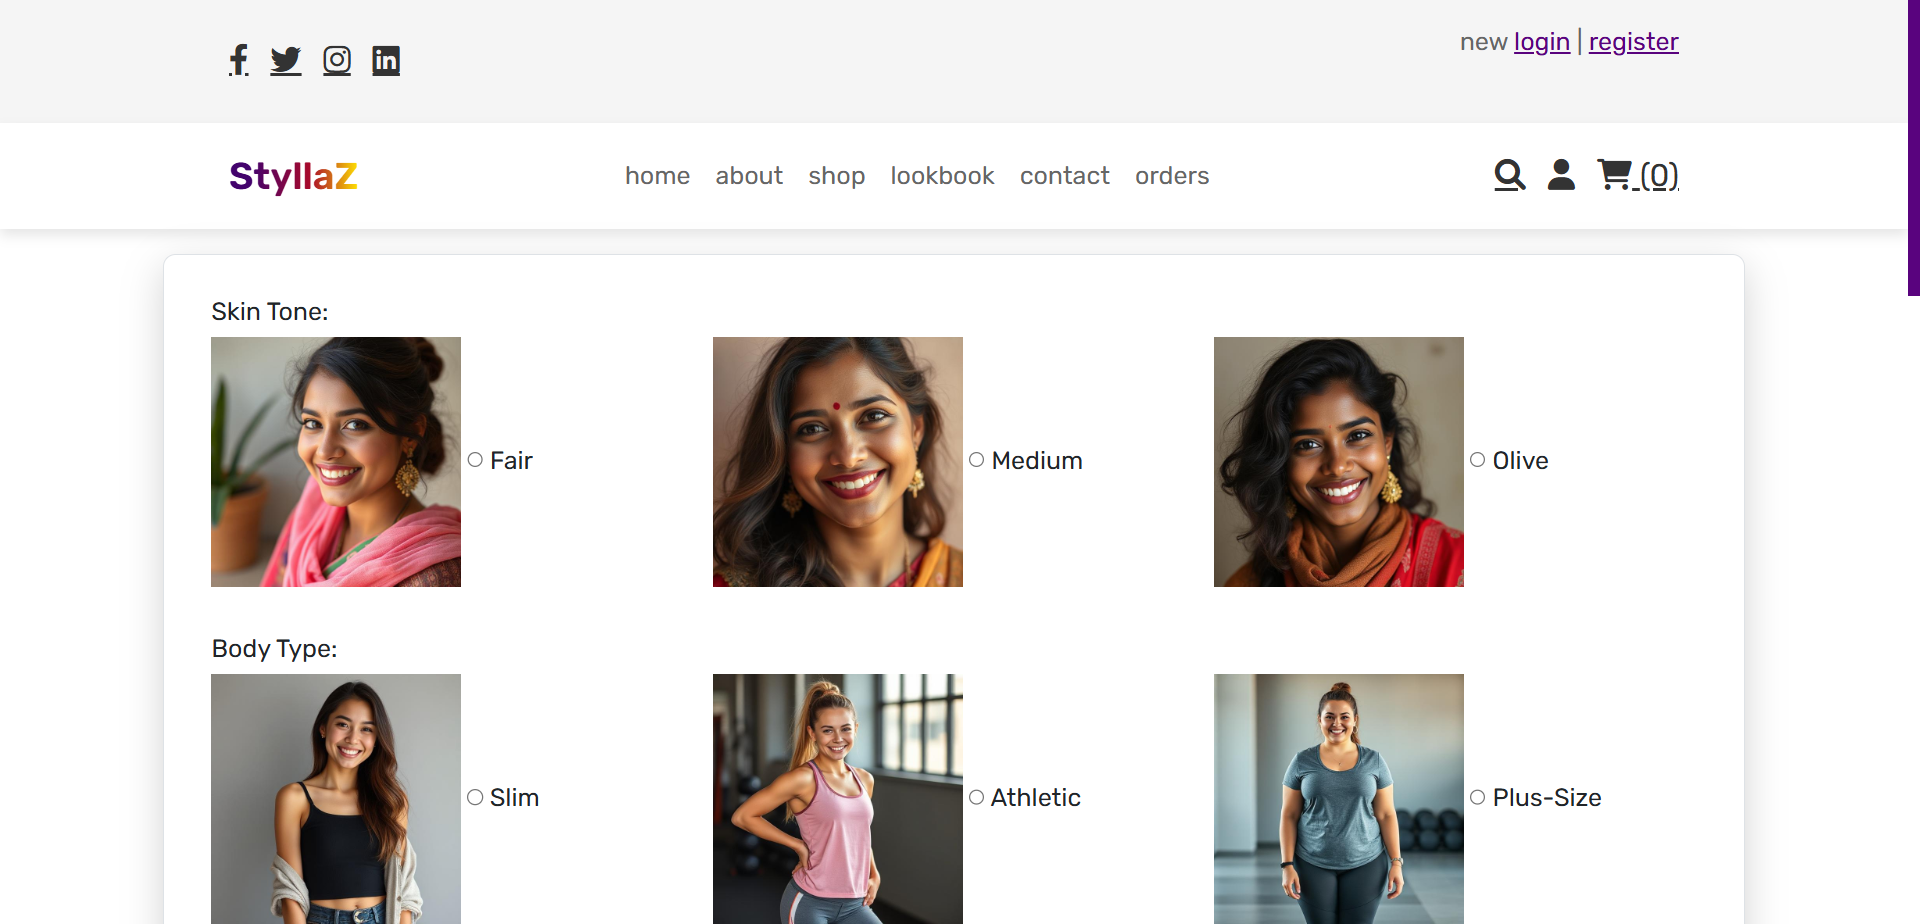 new login | register
StyllaZ
home about shop lookbook contact orders
(0)
Skin Tone:
Fair
Medium
Olive
Body Type:
Slim
Athletic
Plus-Size